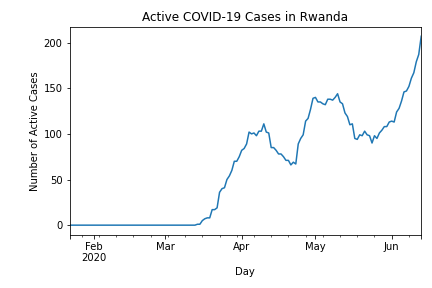 Active COVID-19 Cases in Rwanda
Number of Active Cases
200
150
100
50
0
Feb Mar Apr May Jun
2020
Day